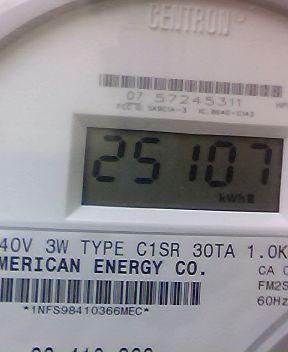 CENTRON®
07 57245311
25107
kWh
40V 3W TYPE C1SR 30TA 1.0K
MERICAN ENERGY CO.
CA
FM2S
60Hz
*1NFS98410366MEC*